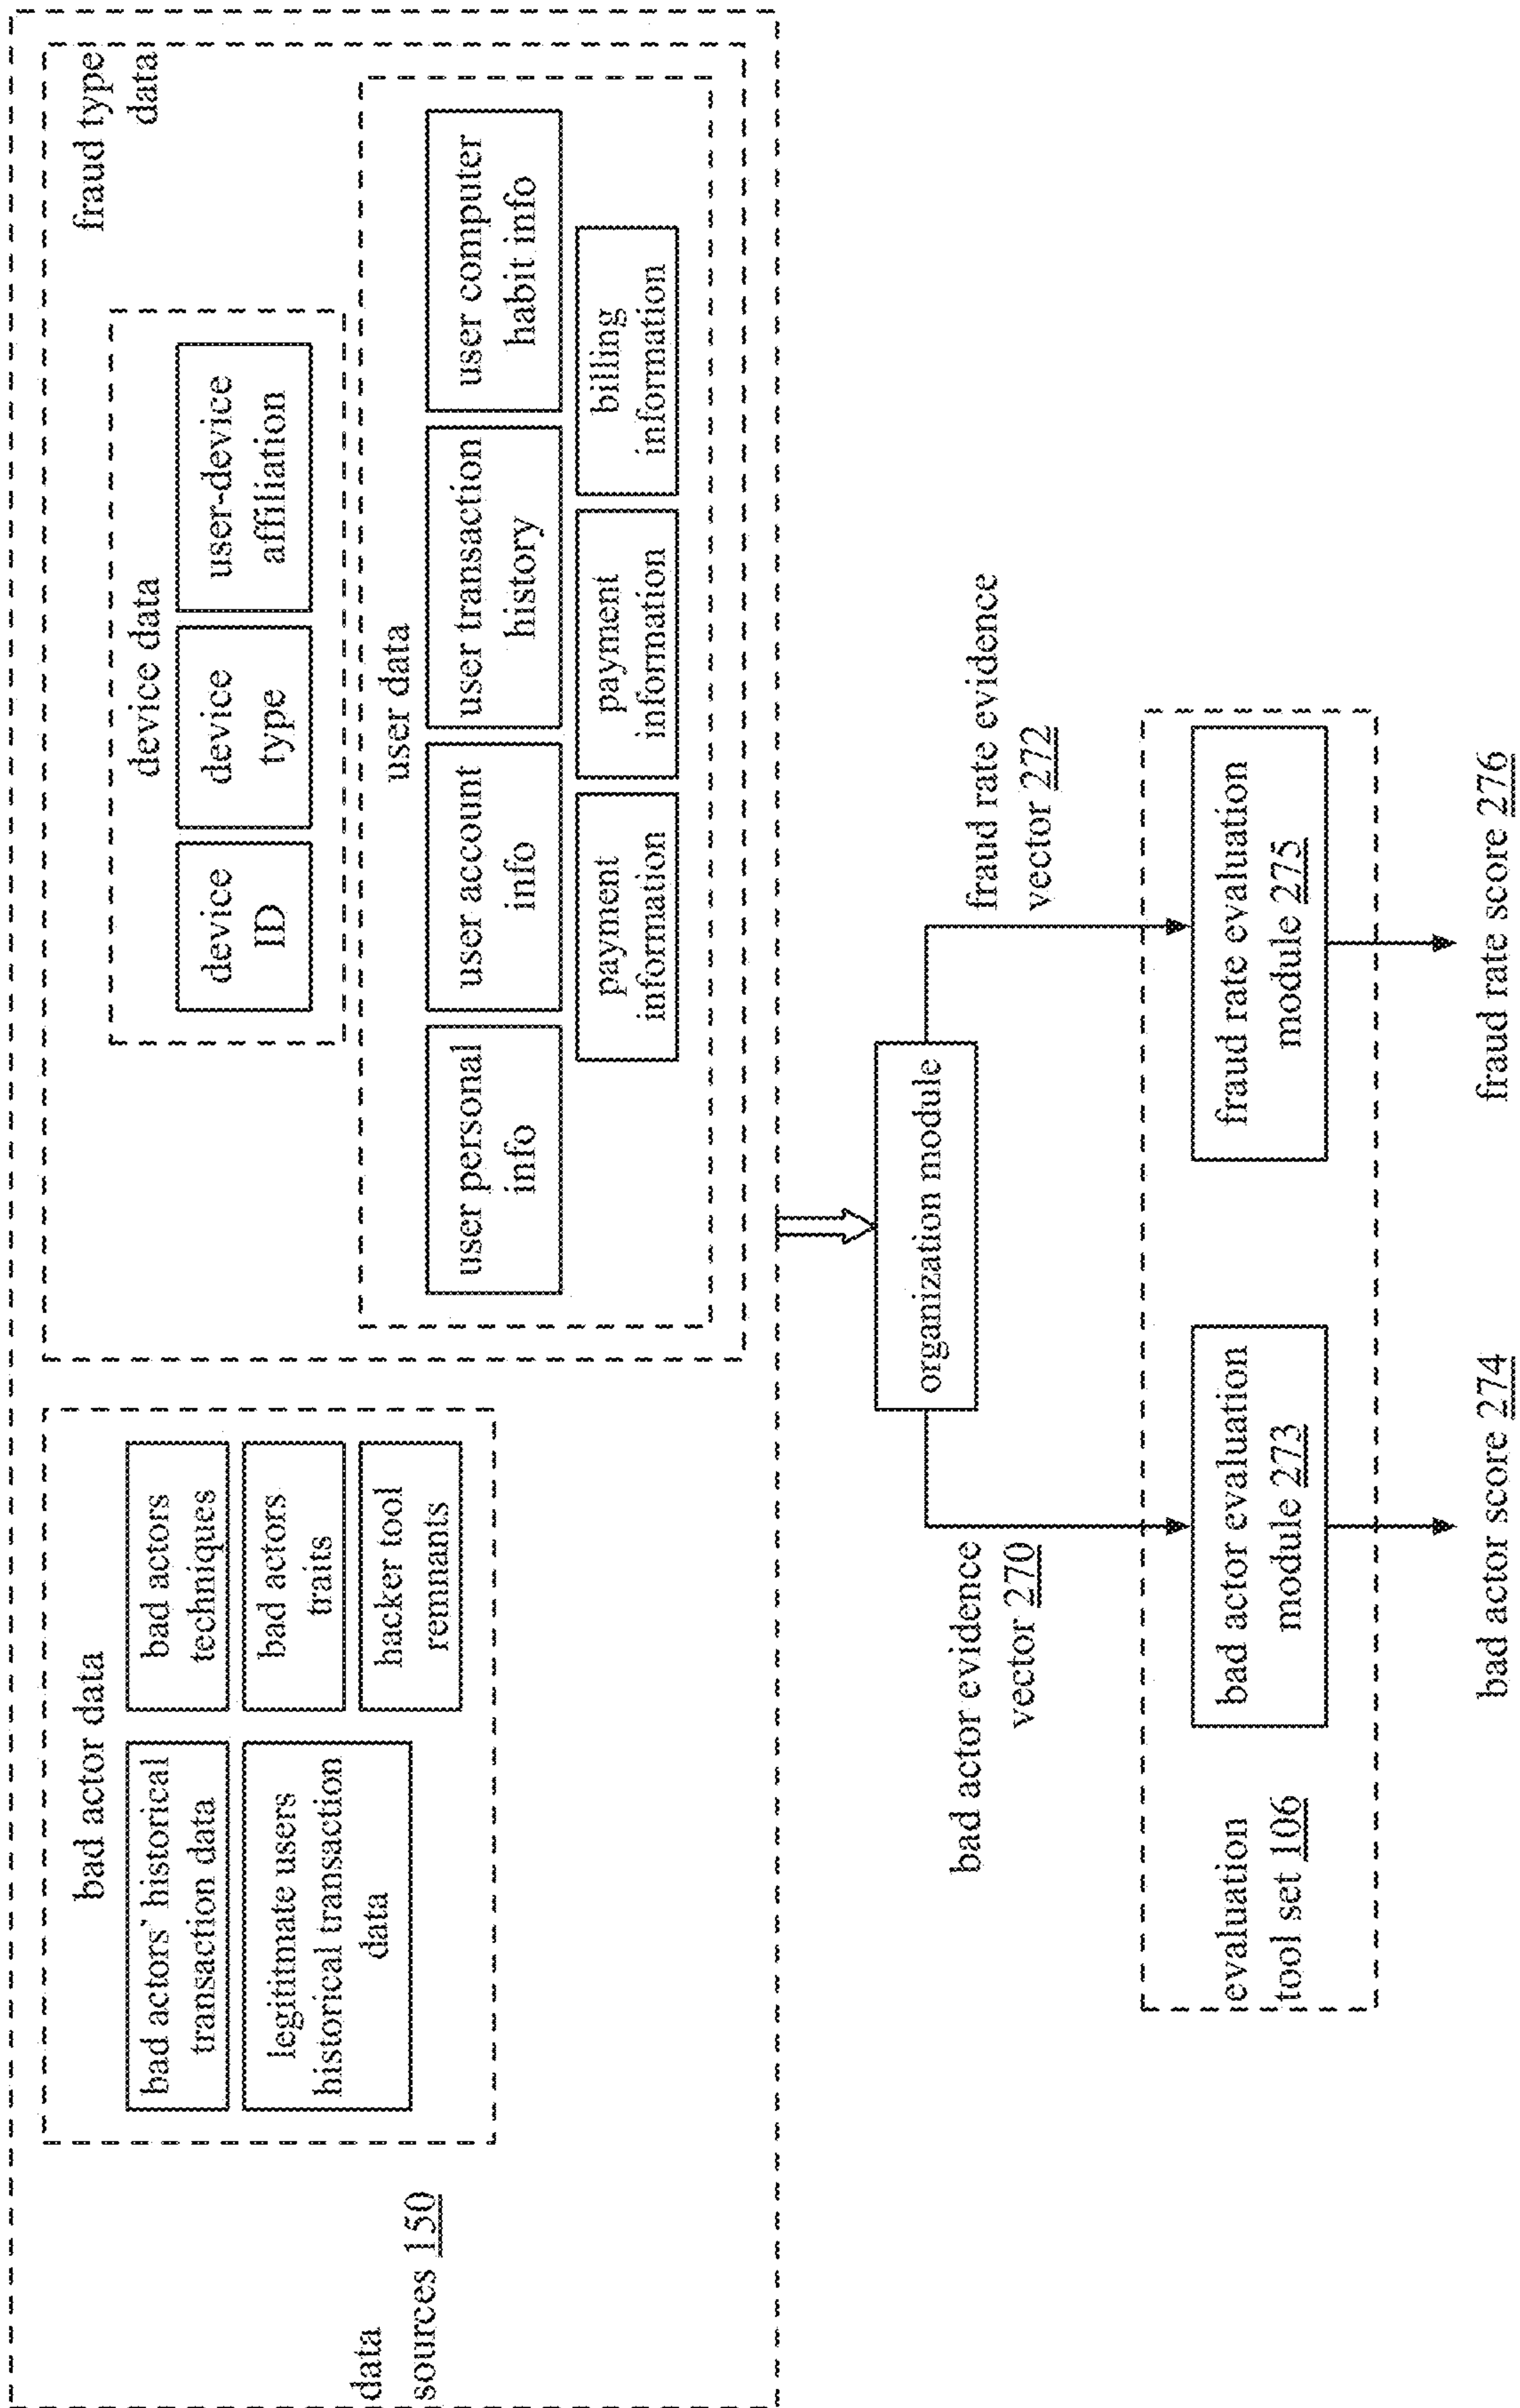 data
sources 150
bad actor data
bad actors' historical
transaction data
legititmate users
historical transaction
data
bad actors
techniques
bad actors
traits
hacker tool
remnants
fraud type
data
device data
device
ID
device
type
user-device
affiliation
user data
user personal
info
user account
info
user transaction
history
user computer
habit info
payment
information
payment
information
billing
information
organization module
bad actor evidence
vector 270
fraud rate evidence
vector 272
evaluation
tool set 106
bad actor evaluation
module 273
fraud rate evaluation
module 275
bad actor score 274
fraud rate score 276